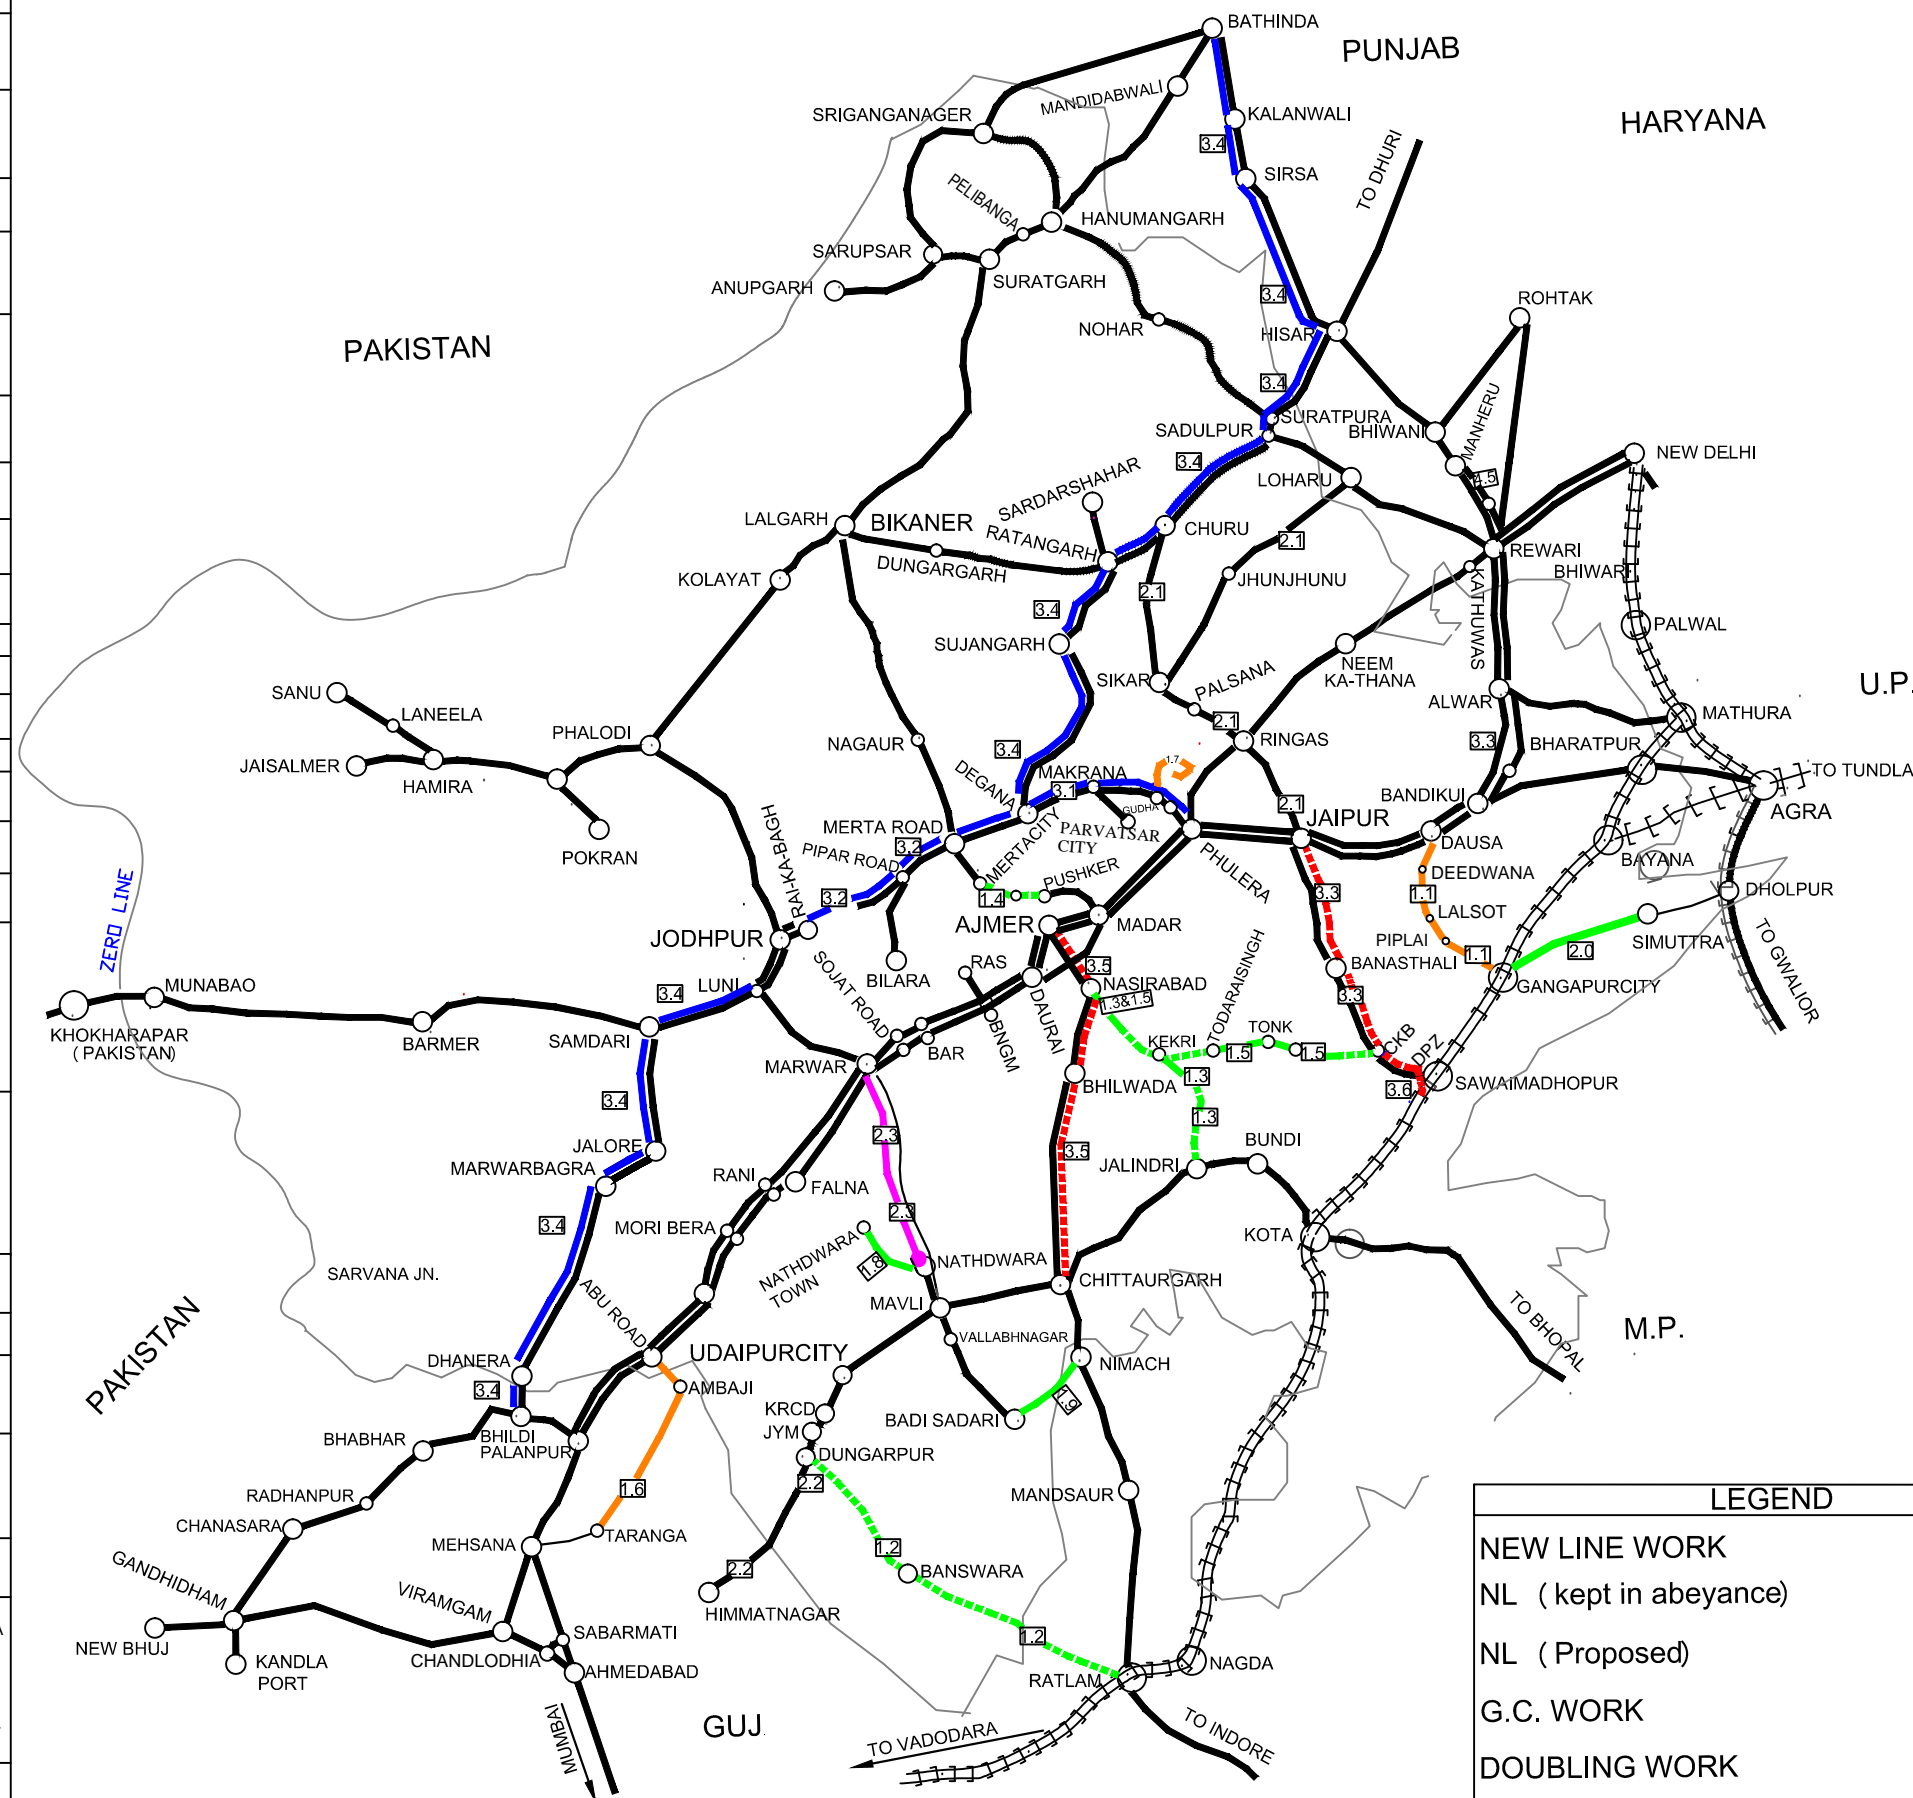 BATHINDA
PUNJAB
MANDIDABWALI
SRIGANGANAGER
KALANWALI
HARYANA
3.4
SIRSA
TO DHURI
PELIBANGA
HANUMANGARH
SARUPSAR
SURATGARH
ANUPGARH
3.4
ROHTAK
NOHAR
HISAR
PAKISTAN
3.4
MANHERU
SURATPURA
SADULPUR
BHIWANI
3.4
NEW DELHI
SARDARSHAHAR
LOHARU
4.5
LALGARH
BIKANER
CHURU
RATANGARH
2.1
REWARI
DUNGARGARH
KOLAYAT
JHUNJHUNU
BHIWARI
2.1
3.4
KATHUWAS
PALWAL
SUJANGARH
NEEM
KA-THANA
SIKAR
PALSANA
SANU
U.P.
LANEELA
ALWAR
MATHURA
2.1
PHALODI
NAGAUR
3.4
RINGAS
3.3
BHARATPUR
JAISALMER
HAMIRA
1.7
DEGANA
MAKRANA
TO TUNDLA
3.1
2.1
BANDIKUI
GUDHA
JAIPUR
AGRA
MERTA ROAD
PARVATSAR
CITY
3.2
POKRAN
PIPAR ROAD
MERTACITY
PHULERA
DAUSA
BAYANA
RAI-KA-BAGH
PUSHKER
DEEDWANA
3.2
1.4
3.3
1.1
DHOLPUR
ZERO LINE
AJMER
MADAR
LALSOT
JODHPUR
PIPLAI
2.0
SIMUTTRA
TO GWALIOR
SOJAT ROAD
BILARA
RAS
3.5
TODARAISINGH
BANASTHALI
1.1
MUNABAO
LUNI
NASIRABAD
GANGAPURCITY
3.4
1.3&1.5
3.3
KHOKHARAPAR
( PAKISTAN)
BARMER
SAMDARI
BNGM
DAURAI
KEKRI
TONK
1.5
1.5
CKB
DPZ
BAR
MARWAR
1.3
BHILWADA
SAWAIMADHOPUR
3.6
3.4
1.3
2.3
JALORE
3.5
BUNDI
MARWARBAGRA
JALINDRI
RANI
FALNA
3.4
2.3
MORI BERA
KOTA
NATHDWARA
TOWN
1.8
NATHDWARA
SARVANA JN.
ABU ROAD
CHITTAURGARH
MAVLI
TO BHOPAL
M.P.
PAKISTAN
VALLABHNAGAR
UDAIPURCITY
DHANERA
NIMACH
3.4
AMBAJI
1.9
KRCD
BADI SADARI
JYM
BHILDI
BHABHAR
PALANPUR
DUNGARPUR
2.2
1.6
RADHANPUR
MANDSAUR
LEGEND
CHANASARA
TARANGA
MEHSANA
1.2
NEW LINE WORK
GANDHIDHAM
2.2
BANSWARA
VIRAMGAM
NL ( kept in abeyance)
HIMMATNAGAR
SABARMATI
1.2
NEW BHUJ
KANDLA
PORT
CHANDLODHIA
AHMEDABAD
NL ( Proposed)
RATLAM
NAGDA
G.C. WORK
GUJ.
MUMBAI
TO VADODARA
TO INDORE
DOUBLING WORK